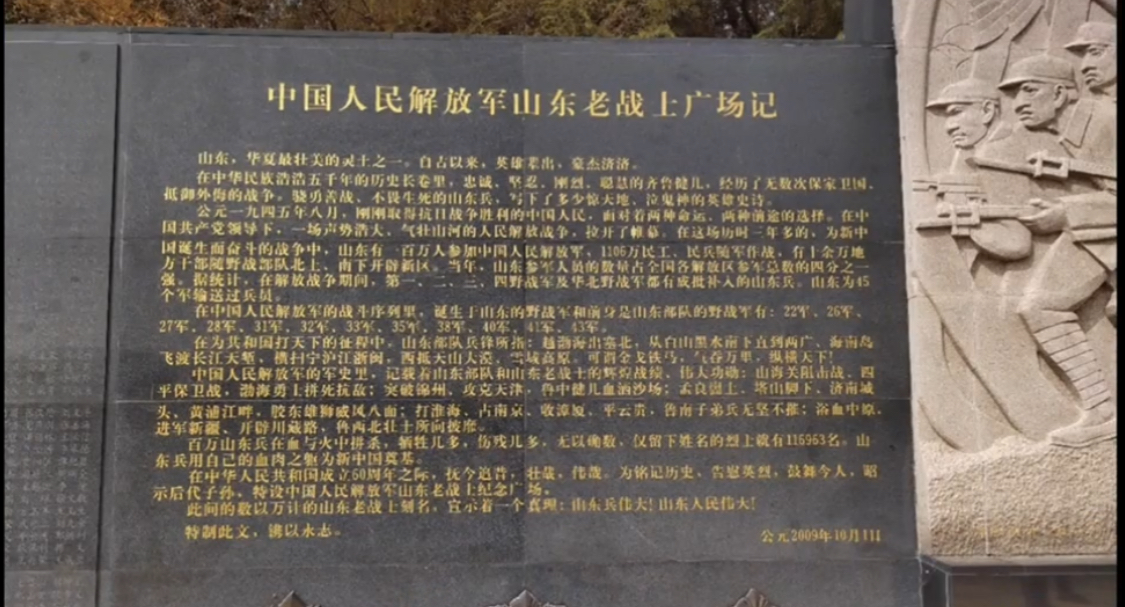 中国人民解放军山东老战士广场记
山东，华夏最壮美的灵土之一。自古以来，英雄辈出，豪杰济济。
在中华民族浩浩五千年的历史长卷里，忠诚、坚忍、刚烈、聪慧的齐鲁健儿，经历了无数次保家卫国、
抵御外侮的战争。骁勇善战、不畏生死的山东兵，写下了多少惊天地、泣鬼神的英雄史诗。
公元一九四五年八月，刚刚取得抗日战争胜利的中国人民，面对着两种命运、两种前途的选择。在中
国共产党领导下，一场声势浩大、气壮山河的人民解放战争，拉开了帷幕。在这场历时三年多的，为新中
国诞生而奋斗的战争中，山东有一百万人参加中国人民解放军，1106万民工、民兵随军作战，有十余万地
方干部随野战部队北上、南下开辟新区。当年，山东参军人员的数量占全国各解放区参军总数的四分之一
强。据统计，在解放战争期间，第一、二、三、四野战军及华北野战军都有成批补入的山东兵。山东为45
个军输送过兵员。
在中国人民解放军的战斗序列里，诞生于山东的野战军和前身是山东部队的野战军有：22军、26军、
27军、28军、31军、32军、33军、35军、38军、40军、41军、43军。
在为共和国打天下的征程中，山东部队兵锋所指：越渤海出塞北，从白山黑水南下直到两广、海南岛
飞波长江天堑，横扫宁沪江浙闽，西抵天山大漠、雪域高原。可谓金戈铁马，气吞万里，纵横天下！
中国人民解放军的军史里，记载着山东部队和山东老战士的辉煌战绩、伟人功勋：山海关阻击战、四
平保卫战，渤海勇士拼死抗敌；突破锦州、攻克天津，鲁中健儿血洒沙场；孟良崮上、塔山脚下、济南城
头、黄浦江畔，胶东雄狮威风八面；打淮海、占南京、收漳厦、平云贵，鲁南子弟兵无坚不摧；浴血中原、
进军新疆、开辟川藏路，鲁西北壮士所向披靡。
百万山东兵在血与火中拼杀，牺牲几多，伤残几多，无以确数，仅留下姓名的烈士就有116963名。山
东兵用自己的血肉之躯为新中国奠基。
在中华人民共和国成立60周年之际，抚今追昔，壮哉，伟哉。为铭记历史，告慰英烈，鼓舞今人，昭
示后代子孙，特设中国人民解放军山东老战士纪念广场。
此间的数以万计的山东老战士刻名，宣示着一个真理：山东兵伟大！山东人民伟大！
特制此文，镌以永志。
公元2009年10月1日